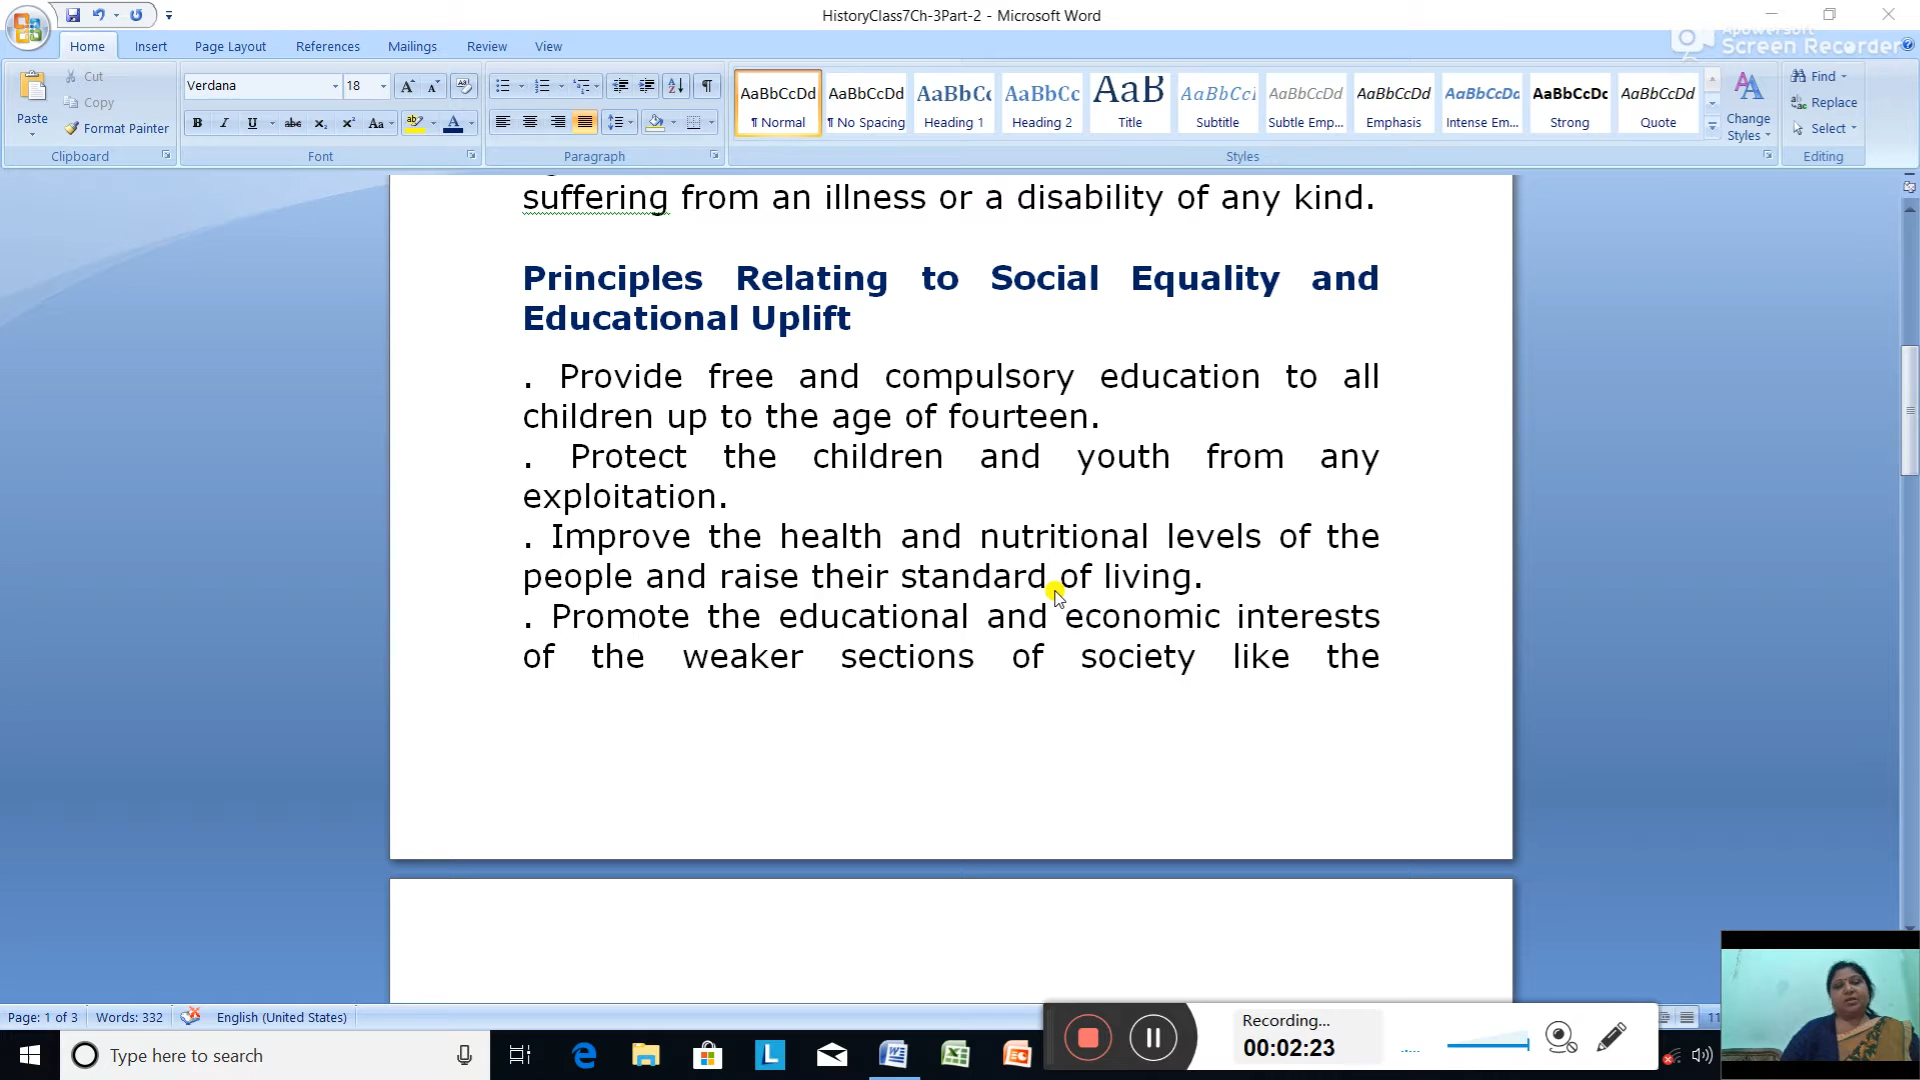 HistoryClass7Ch-3Part-2 - Microsoft Word
Home Insert Page Layout References Mailings Review View
Apowersoft
Screen Recorder
Paste
Cut
Copy
Format Painter
Clipboard
Verdana 18
Font
Paragraph
AaBbCcDd AaBbCcDd AaBbCc AaBbCc AaB AaBbCcI AaBbCcDd AaBbCcDd AaBbCcDd AaBbCcDc AaBbCcDd
¶ Normal ¶ No Spacing Heading 1 Heading 2 Title Subtitle Subtle Emp... Emphasis Intense Em... Strong Quote
Change
Styles
Styles
Find
Replace
Select
Editing
suffering from an illness or a disability of any kind.
Principles Relating to Social Equality and
Educational Uplift
. Provide free and compulsory education to all
children up to the age of fourteen.
. Protect the children and youth from any
exploitation.
. Improve the health and nutritional levels of the
people and raise their standard of living.
. Promote the educational and economic interests
of the weaker sections of society like the
Page: 1 of 3 Words: 332 English (United States)
Recording...
00:02:23
Type here to search